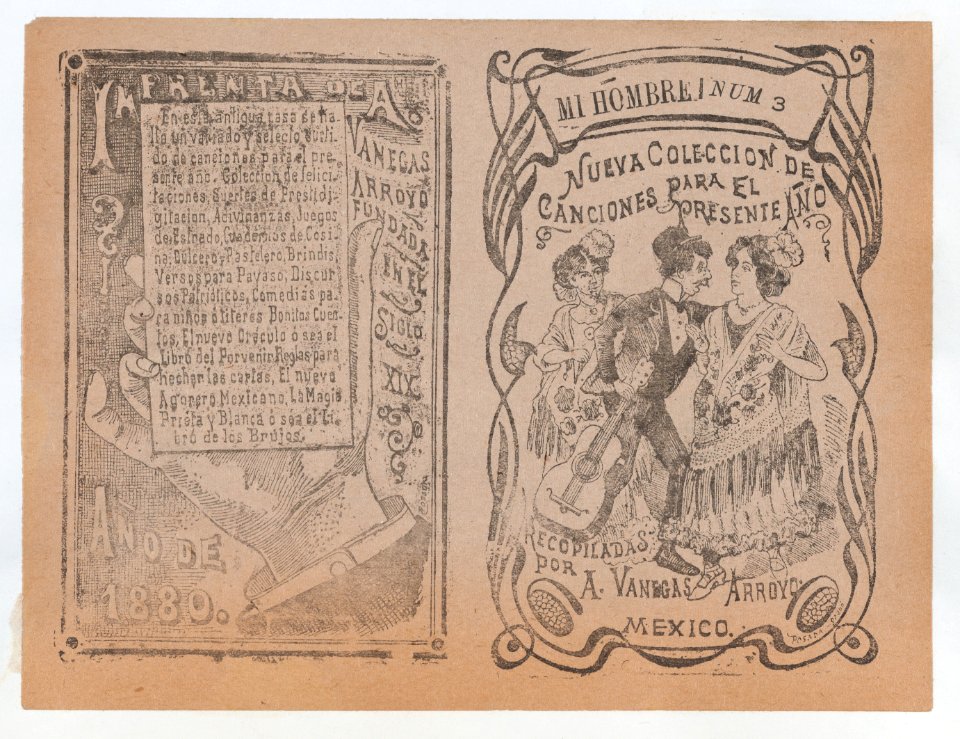 IMPRENTA DE A.
VANEGAS
ARROYO
FUNDADA
EN EL
SIGLO
XIX
En esta antigua casa se ha-
lla un variado y selecto surti-
do de canciones para el pre-
sente año. Colección de felici-
taciones, Suertes de Prestidi-
gitacion, Adivinanzas, Juegos
de Estrado, Cuadernos de Cosi-
na, Dulcero y Pastelero, Brindis,
Versos para Payaso, Discur-
sos Patrióticos, Comedias pa-
ra niños ó titeres. Bonitos Cuen-
tos, El nuevo Oráculo ó sea el
Libro del Porvenir, Reglas para
hechar las cartas, El nuevo
Agorero Mexicano, La Magia
Prieta y Blanca ó sea el Li-
bro de los Brujos.
AÑO DE
1880.
MI HOMBRE! NUM 3
NUEVA COLECCION DE
CANCIONES PARA EL
PRESENTE AÑO
RECOPILADAS
POR A. VANEGAS ARROYO.
MEXICO.
POSADA